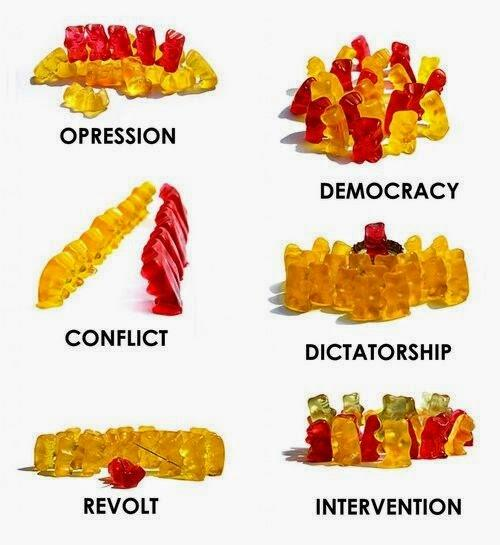 OPRESSION
DEMOCRACY
CONFLICT
DICTATORSHIP
REVOLT
INTERVENTION